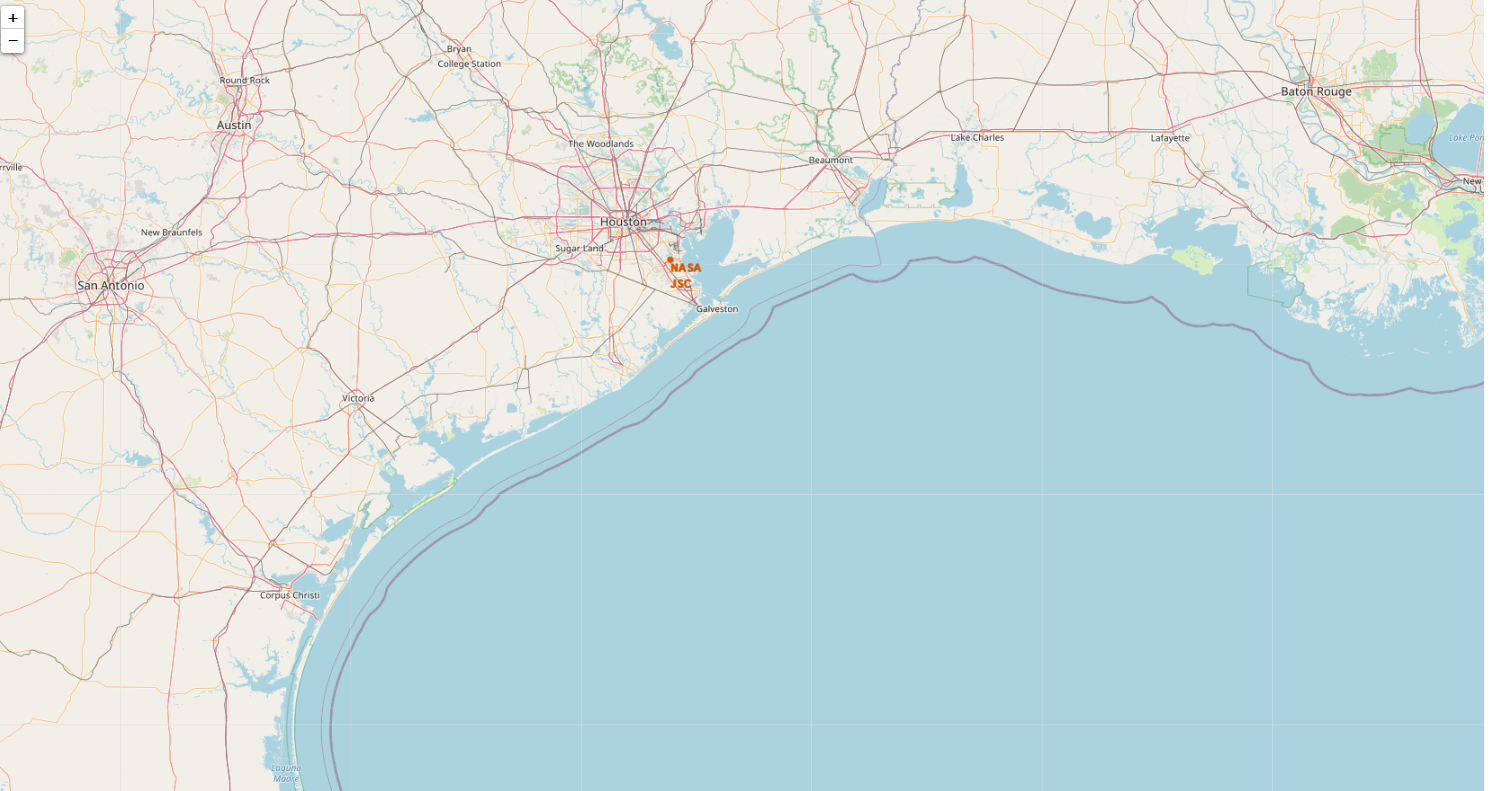 +
−
Bryan
College Station
Round Rock
Austin
The Woodlands
Baton Rouge
Lake Charles
Lafayette
Beaumont
New Braunfels
Houston
Sugar Land
NASA
JSC
San Antonio
Galveston
Victoria
Corpus Christi
Laguna
Madre